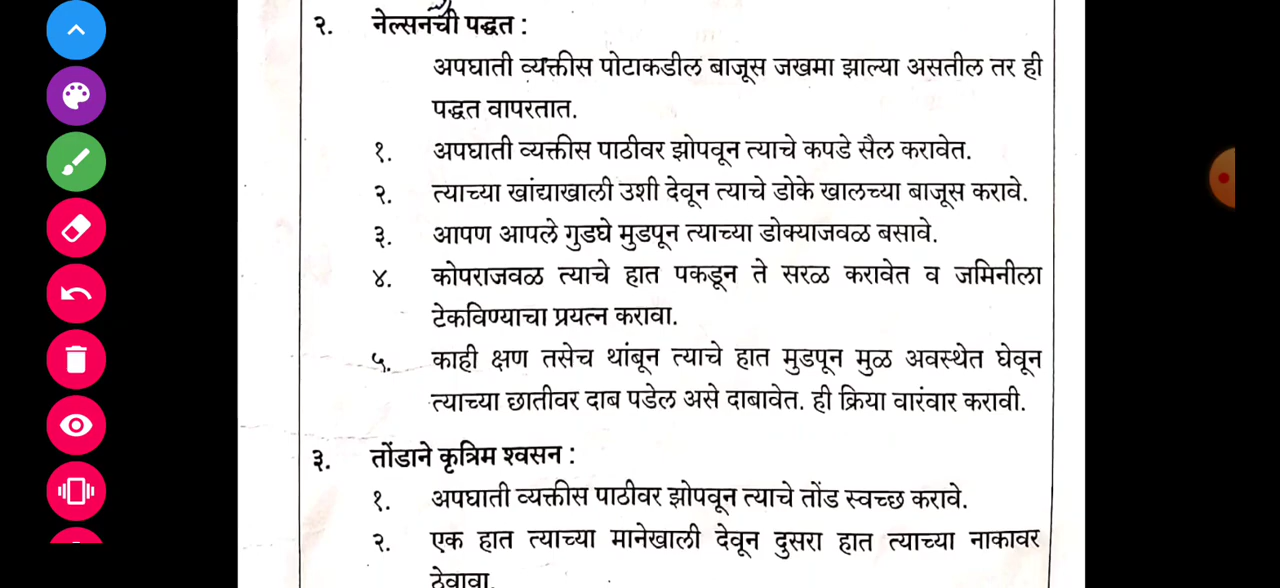 २. नेल्सनची पद्धत :
अपघाती व्यक्तीस पोटाकडील बाजूस जखमा झाल्या असतील तर ही
पद्धत वापरतात.
१. अपघाती व्यक्तीस पाठीवर झोपवून त्याचे कपडे सैल करावेत.
२. त्याच्या खांद्याखाली उशी देवून त्याचे डोके खालच्या बाजूस करावे.
३. आपण आपले गुडघे मुडपून त्याच्या डोक्याजवळ बसावे.
४. कोपराजवळ त्याचे हात पकडून ते सरळ करावेत व जमिनीला
टेकविण्याचा प्रयत्न करावा.
५. काही क्षण तसेच थांबून त्याचे हात मुडपून मुळ अवस्थेत घेवून
त्याच्या छातीवर दाब पडेल असे दाबावेत. ही क्रिया वारंवार करावी.
३. तोंडाने कृत्रिम श्वसन :
१. अपघाती व्यक्तीस पाठीवर झोपवून त्याचे तोंड स्वच्छ करावे.
२. एक हात त्याच्या मानेखाली देवून दुसरा हात त्याच्या नाकावर
ठेवावा.